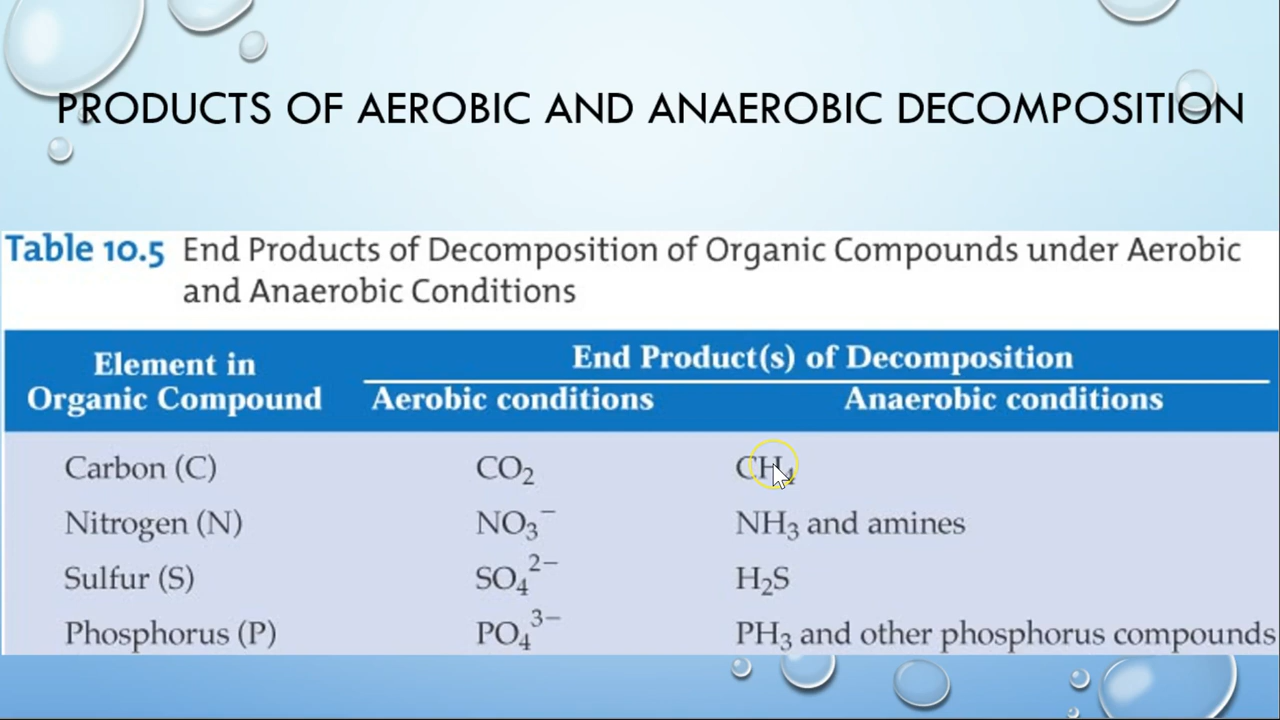 PRODUCTS OF AEROBIC AND ANAEROBIC DECOMPOSITION
Table 10.5 End Products of Decomposition of Organic Compounds under Aerobic
and Anaerobic Conditions
End Product(s) of Decomposition
Element in
Organic Compound Aerobic conditions Anaerobic conditions
Carbon (C) CO₂ CH₄
Nitrogen (N) NO₃⁻ NH₃ and amines
Sulfur (S) SO₄²⁻ H₂S
Phosphorus (P) PO₄³⁻ PH₃ and other phosphorus compounds